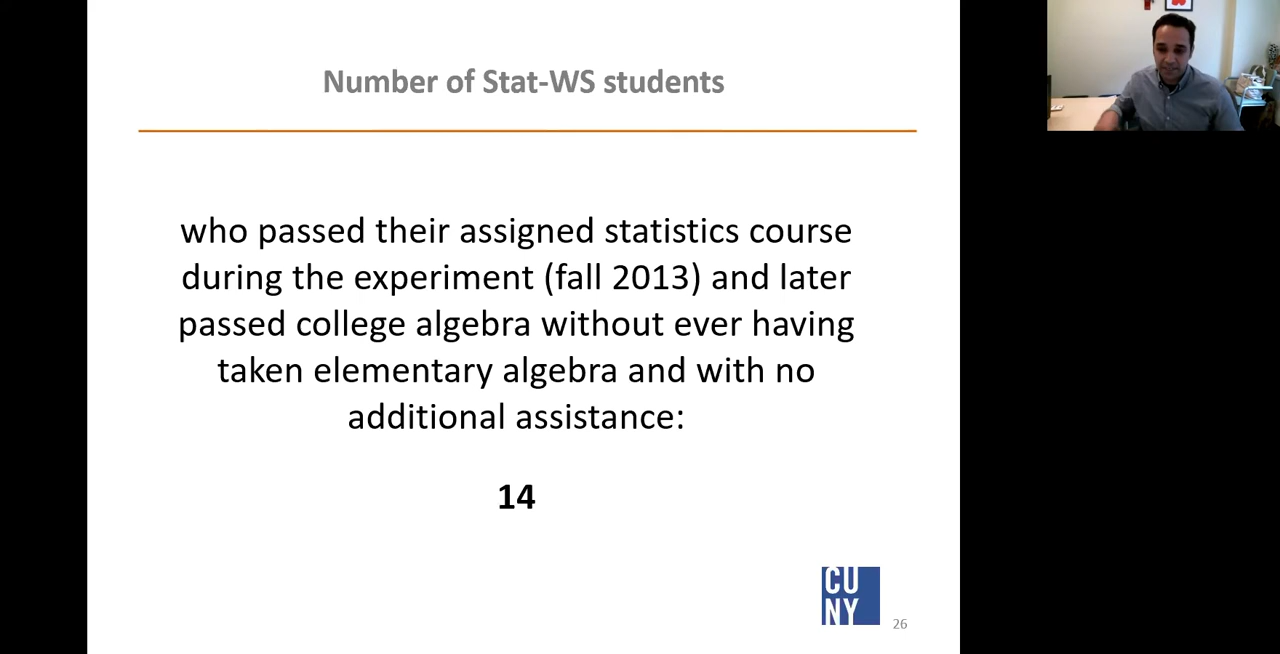 Number of Stat-WS students
who passed their assigned statistics course
during the experiment (fall 2013) and later
passed college algebra without ever having
taken elementary algebra and with no
additional assistance:
14
CU
NY
26